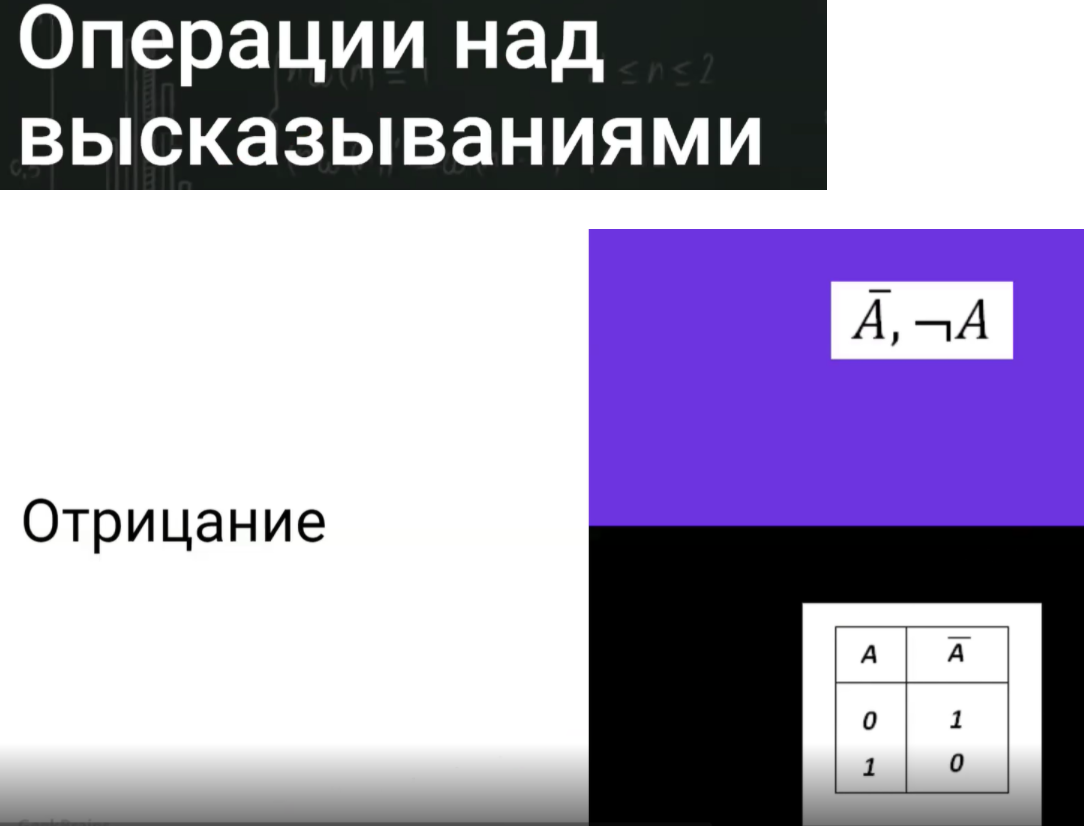 Операции над
высказываниями
Ā, ¬A
Отрицание
A Ā
0 1
1 0